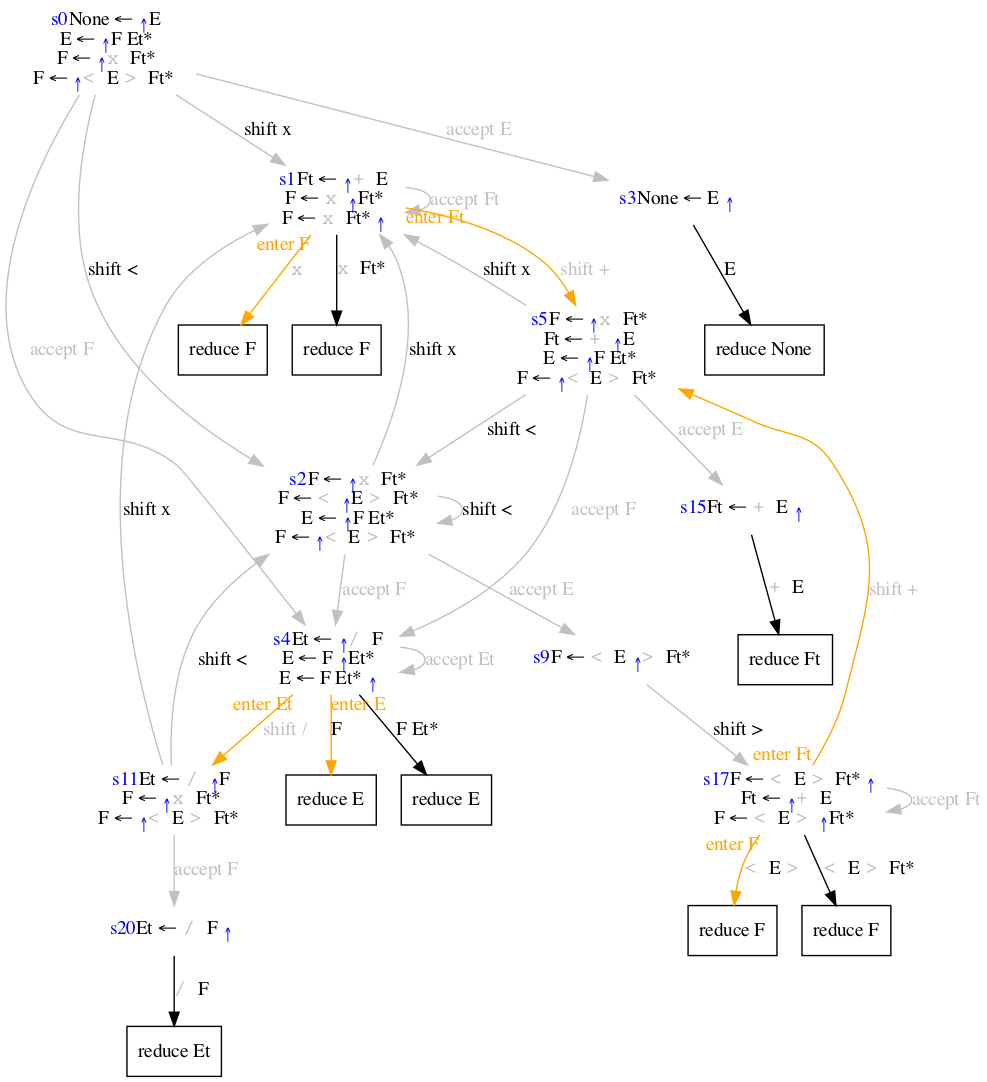 s0None ← ↑E
E ← ↑F Et*
F ← ↑x Ft*
F ← ↑< E > Ft*
shift x
accept E
s1Ft ← ↑+ E
F ← x ↑Ft*
F ← x Ft* ↑
accept Ft
s3None ← E ↑
enter F
enter Ft
x
x Ft*
shift <
shift x
shift +
E
s5F ← ↑x Ft*
Ft ← + ↑E
E ← ↑F Et*
F ← ↑< E > Ft*
reduce F
reduce F
reduce None
accept F
shift x
shift <
accept E
s2F ← ↑x Ft*
F ← < ↑E > Ft*
E ← ↑F Et*
F ← ↑< E > Ft*
shift <
shift x
accept F
s15Ft ← + E ↑
accept F
accept E
+ E
shift +
s4Et ← ↑/ F
E ← F ↑Et*
E ← F Et* ↑
accept Et
s9F ← < E ↑> Ft*
reduce Ft
shift <
enter Et
enter E
shift /
F
F Et*
shift >
enter Ft
s11Et ← / ↑F
F ← ↑x Ft*
F ← ↑< E > Ft*
reduce E
reduce E
s17F ← < E > Ft* ↑
Ft ← ↑+ E
F ← < E > ↑Ft*
accept Ft
enter F
accept F
< E >
< E > Ft*
s20Et ← / F ↑
reduce F
reduce F
/ F
reduce Et